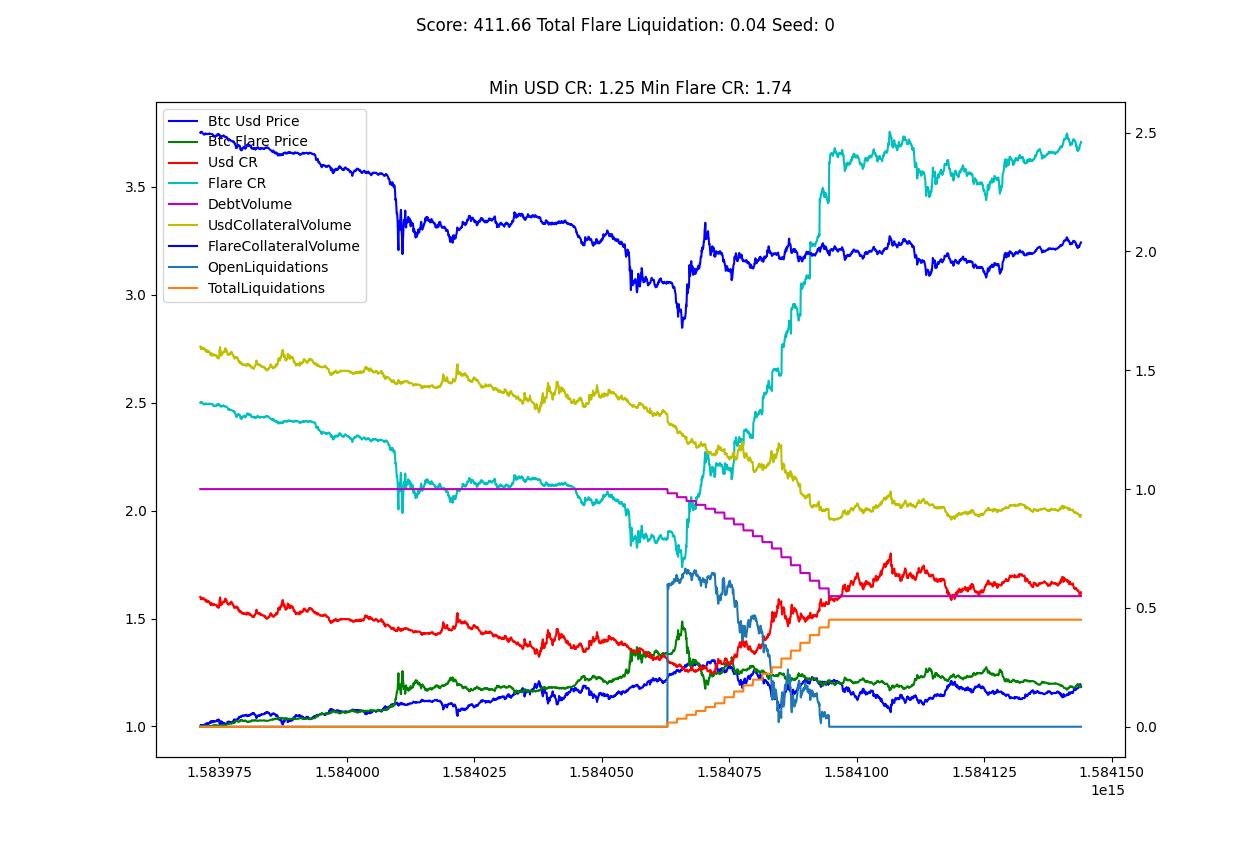 Score: 411.66 Total Flare Liquidation: 0.04 Seed: 0
Min USD CR: 1.25 Min Flare CR: 1.74
Btc Usd Price
Btc Flare Price
Usd CR
Flare CR
DebtVolume
UsdCollateralVolume
FlareCollateralVolume
OpenLiquidations
TotalLiquidations
3.5
3.0
2.5
2.0
1.5
1.0
2.5
2.0
1.5
1.0
0.5
0.0
1.583975 1.584000 1.584025 1.584050 1.584075 1.584100 1.584125 1.584150
1e15